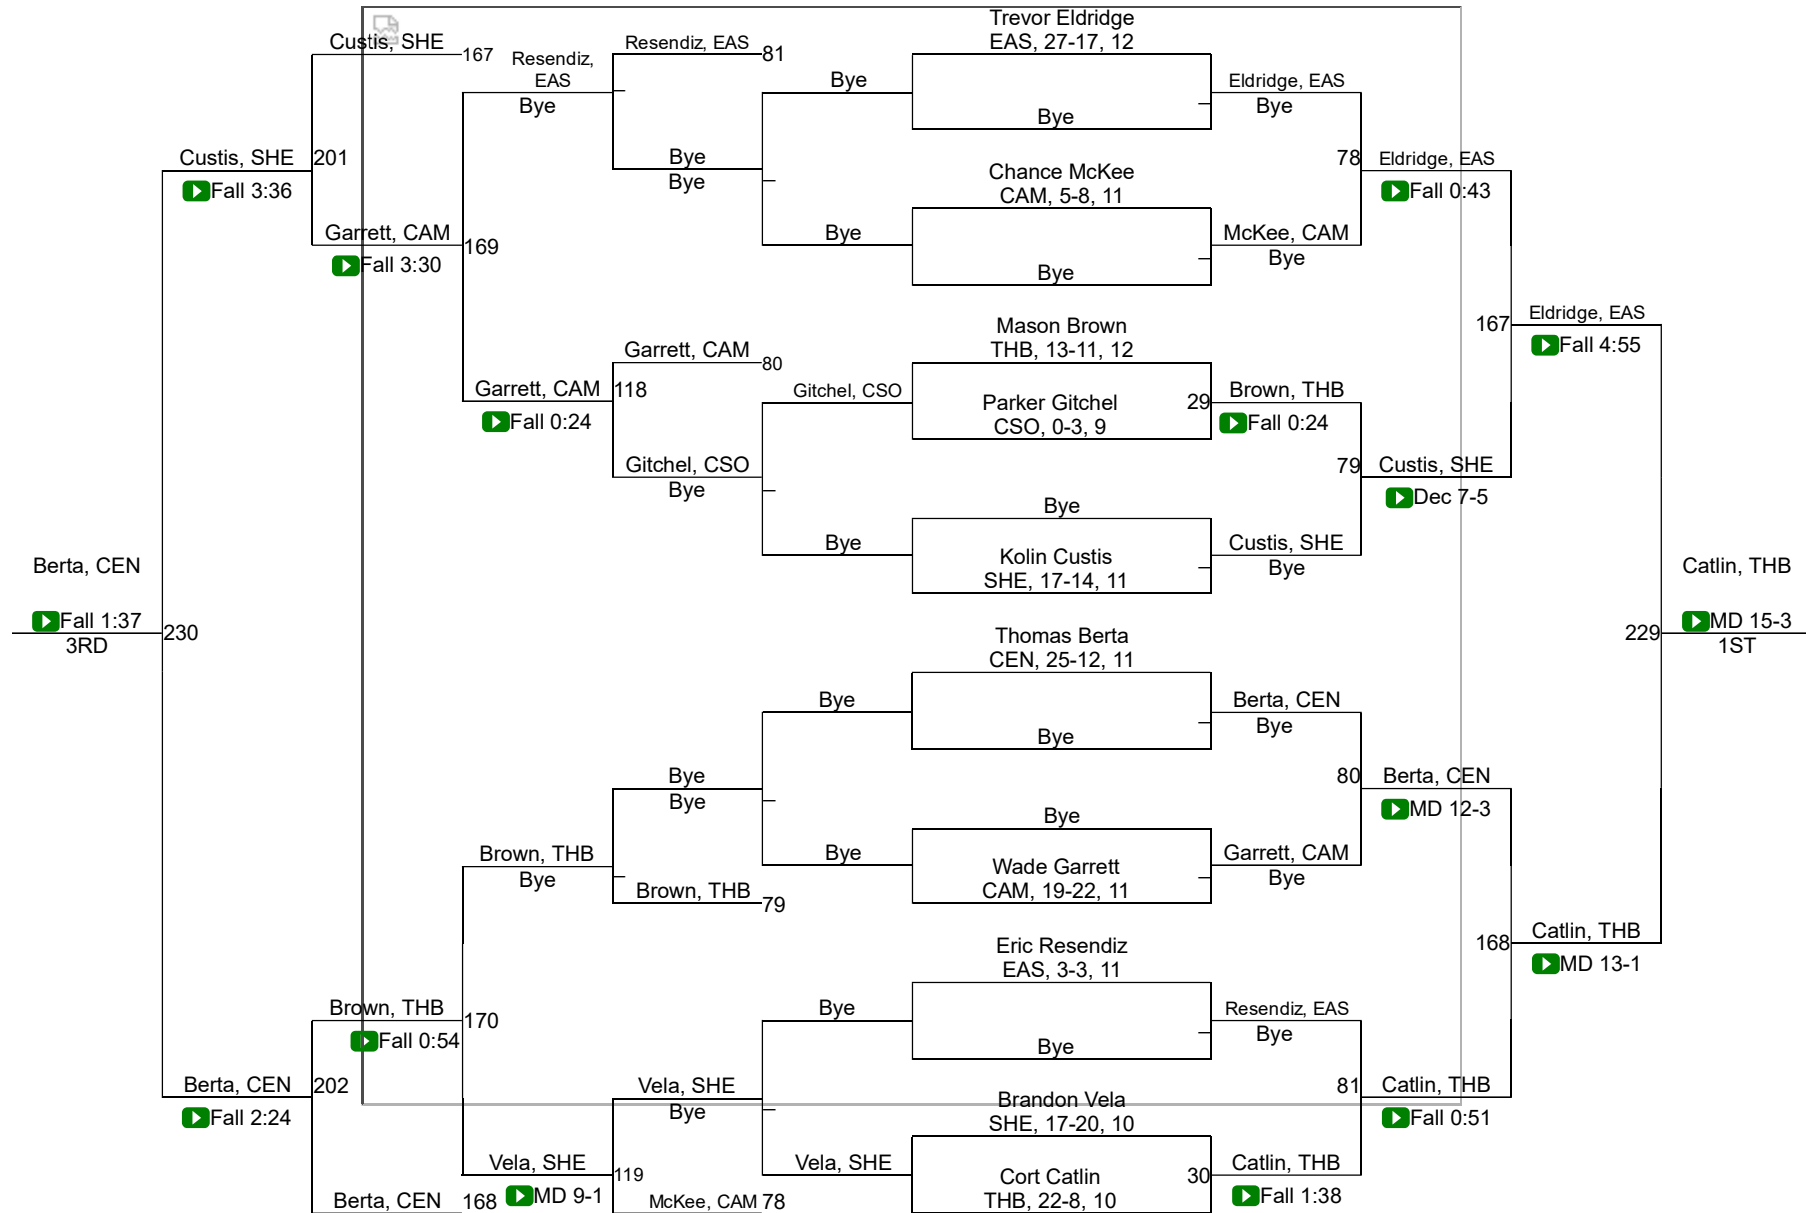 Trevor Eldridge
EAS, 27-17, 12
Custis, SHE
167
Resendiz,
EAS
Bye
Resendiz, EAS
81
Bye
Bye
Eldridge, EAS
Bye
Custis, SHE
201
Fall 3:36
Bye
Bye
Chance McKee
CAM, 5-8, 11
78
Eldridge, EAS
Fall 0:43
Garrett, CAM
169
Fall 3:30
Bye
Bye
McKee, CAM
Bye
Mason Brown
THB, 13-11, 12
167
Eldridge, EAS
Fall 4:55
Garrett, CAM
80
Garrett, CAM
118
Fall 0:24
Gitchel, CSO
Parker Gitchel
CSO, 0-3, 9
29
Brown, THB
Fall 0:24
Gitchel, CSO
Bye
79
Custis, SHE
Dec 7-5
Bye
Bye
Kolin Custis
SHE, 17-14, 11
Custis, SHE
Bye
Berta, CEN
Fall 1:37
3RD
230
Catlin, THB
229
MD 15-3
1ST
Thomas Berta
CEN, 25-12, 11
Bye
Bye
Berta, CEN
Bye
Bye
Bye
80
Berta, CEN
MD 12-3
Bye
Brown, THB
Bye
Bye
Wade Garrett
CAM, 19-22, 11
Garrett, CAM
Bye
Brown, THB
79
168
Catlin, THB
MD 13-1
Eric Resendiz
EAS, 3-3, 11
Brown, THB
170
Fall 0:54
Bye
Bye
Resendiz, EAS
Bye
Berta, CEN
202
Fall 2:24
Vela, SHE
Bye
Brandon Vela
SHE, 17-20, 10
81
Catlin, THB
Fall 0:51
Vela, SHE
119
MD 9-1
Vela, SHE
Cort Catlin
THB, 22-8, 10
30
Catlin, THB
Fall 1:38
Berta, CEN
168
McKee, CAM
78